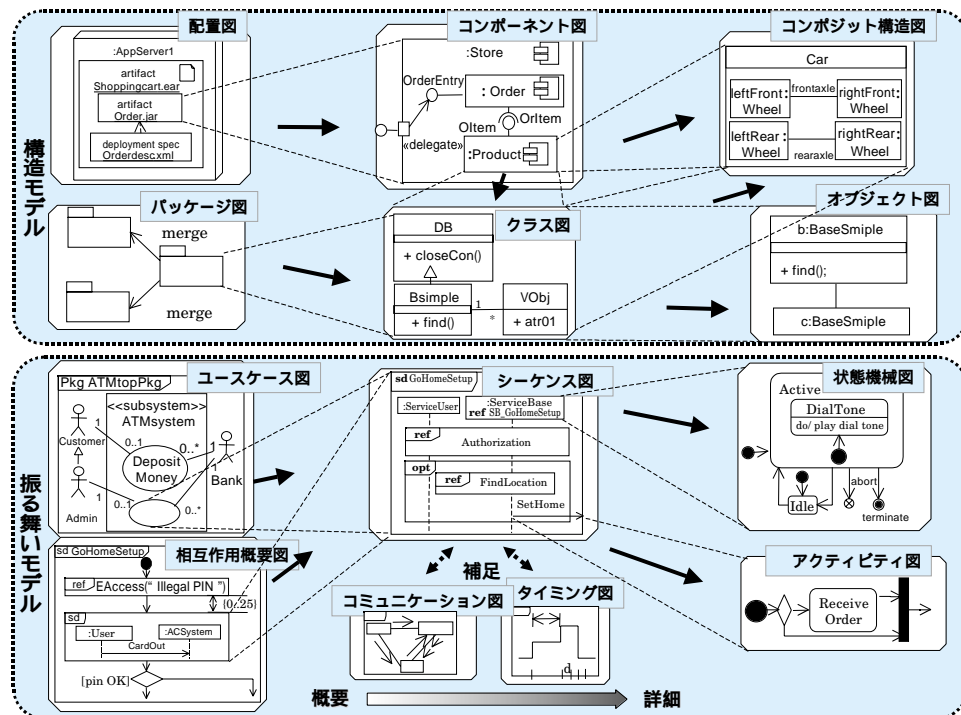 構造モデル
配置図
:AppServer1
artifact
Shoppingcart.ear
artifact
Order.jar
deployment spec
Orderdesc.xml
コンポーネント図
:Store
OrderEntry
: Order
OrItem
OItem
«delegate»
:Product
コンポジット構造図
Car
leftFront:
Wheel
frontaxle
rightFront:
Wheel
leftRear:
Wheel
rearaxle
rightRear:
Wheel
パッケージ図
merge
merge
クラス図
DB
+ closeCon()
Bsimple
+ find()
1
*
VObj
+ atr01
オブジェクト図
b:BaseSmiple
+ find();
c:BaseSmiple
振る舞いモデル
ユースケース図
Pkg ATMtopPkg
<<subsystem>>
ATMsystem
Customer
1
0..1
0..*
1
Deposit
Money
Bank
1
0..1
0..*
Admin
シーケンス図
sd GoHomeSetup
:ServiceUser
:ServiceBase
ref SB_GoHomeSetup
ref
Authorization
opt
ref
FindLocation
SetHome
状態機械図
Active
DialTone
do/ play dial tone
Idle
abort
terminate
相互作用概要図
sd GoHomeSetup
ref EAccess(“ Illegal PIN ”)
{0..25}
sd
:User
:ACSystem
CardOut
[pin OK]
補足
コミュニケーション図
タイミング図
d
アクティビティ図
Receive
Order
概要
詳細